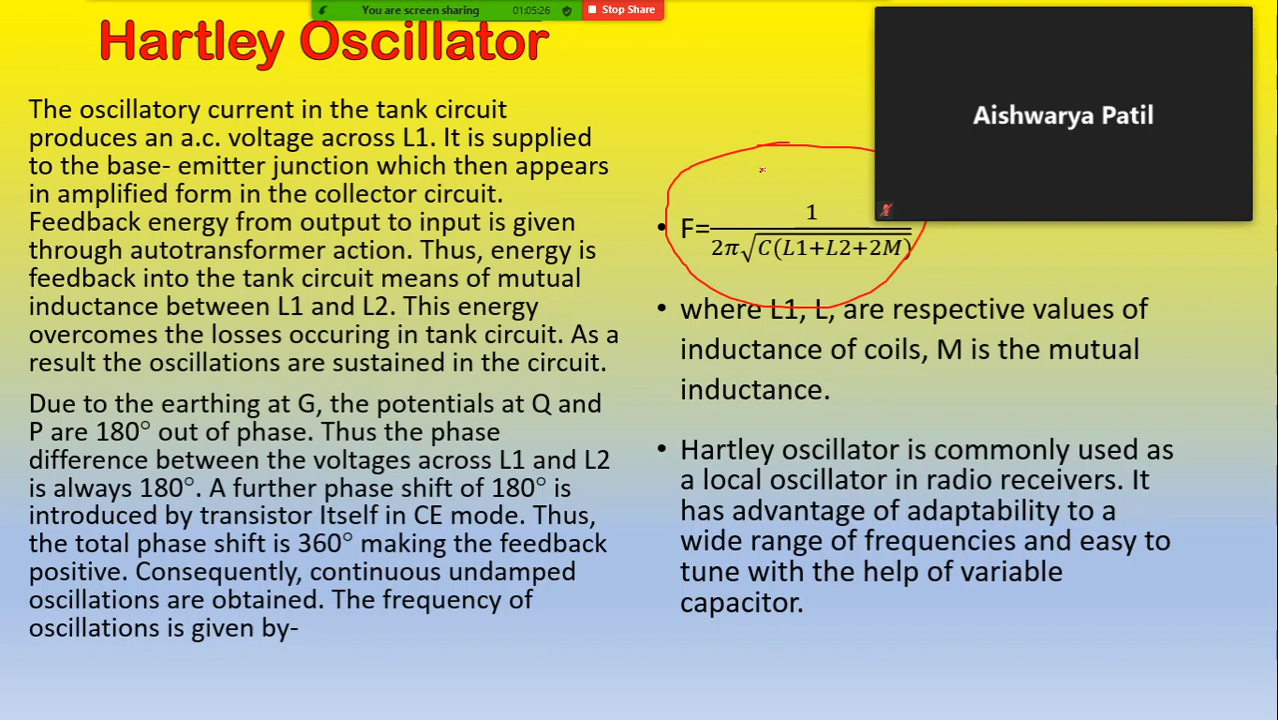 You are screen sharing 01:05:26 Stop Share
Hartley Oscillator
Aishwarya Patil
The oscillatory current in the tank circuit
produces an a.c. voltage across L1. It is supplied
to the base- emitter junction which then appears
in amplified form in the collector circuit.
Feedback energy from output to input is given
through autotransformer action. Thus, energy is
feedback into the tank circuit means of mutual
inductance between L1 and L2. This energy
overcomes the losses occuring in tank circuit. As a
result the oscillations are sustained in the circuit.
Due to the earthing at G, the potentials at Q and
P are 180° out of phase. Thus the phase
difference between the voltages across L1 and L2
is always 180°. A further phase shift of 180° is
introduced by transistor Itself in CE mode. Thus,
the total phase shift is 360° making the feedback
positive. Consequently, continuous undamped
oscillations are obtained. The frequency of
oscillations is given by-
• F=1/2π√C(L1+L2+2M)
• where L1, L, are respective values of
inductance of coils, M is the mutual
inductance.
• Hartley oscillator is commonly used as
a local oscillator in radio receivers. It
has advantage of adaptability to a
wide range of frequencies and easy to
tune with the help of variable
capacitor.